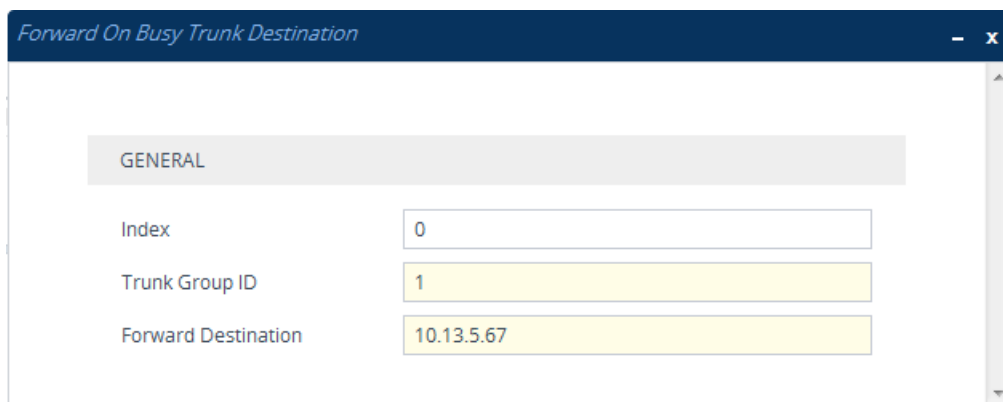 Forward On Busy Trunk Destination – x
GENERAL
Index 0
Trunk Group ID 1
Forward Destination 10.13.5.67